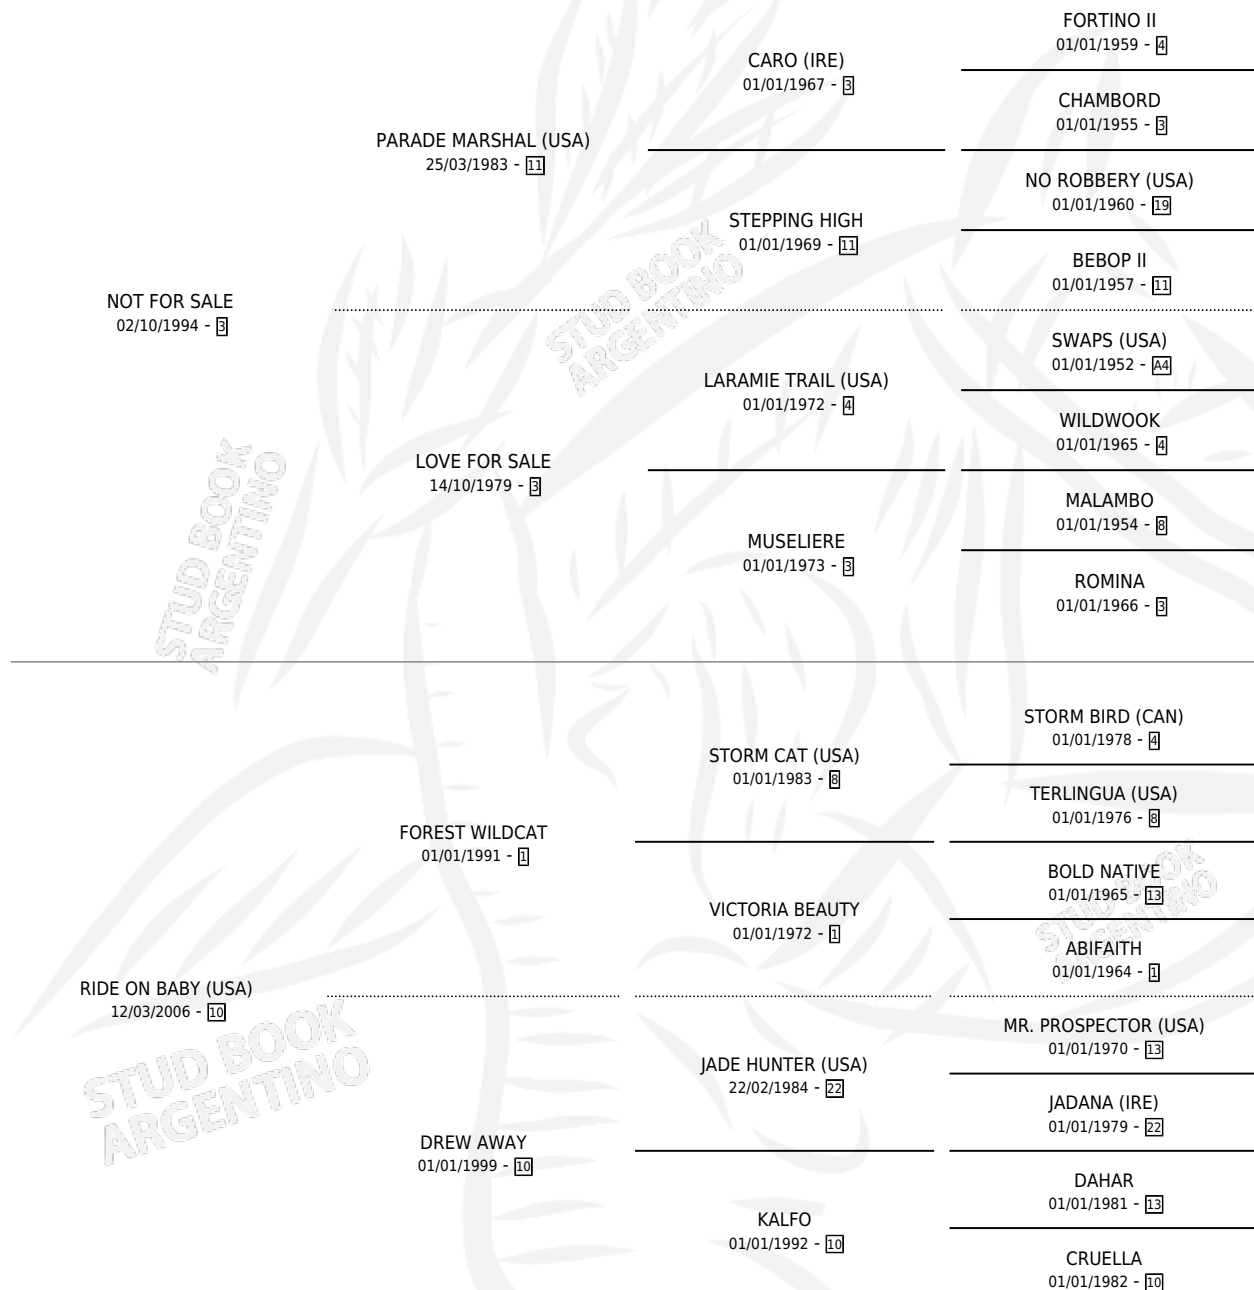 FORTINO II
01/01/1959 - 4
CARO (IRE)
01/01/1967 - 3
CHAMBORD
01/01/1955 - 3
PARADE MARSHAL (USA)
25/03/1983 - 11
NO ROBBERY (USA)
01/01/1960 - 19
STEPPING HIGH
01/01/1969 - 11
BEBOP II
01/01/1957 - 11
NOT FOR SALE
02/10/1994 - 3
SWAPS (USA)
01/01/1952 - A4
LARAMIE TRAIL (USA)
01/01/1972 - 4
WILDWOOK
01/01/1965 - 4
LOVE FOR SALE
14/10/1979 - 3
MALAMBO
01/01/1954 - 8
MUSELIERE
01/01/1973 - 3
ROMINA
01/01/1966 - 3
STUD BOOK
ARGENTINO
STUD BOOK
ARGENTINO
STORM BIRD (CAN)
01/01/1978 - 4
STORM CAT (USA)
01/01/1983 - 8
TERLINGUA (USA)
01/01/1976 - 8
FOREST WILDCAT
01/01/1991 - 1
BOLD NATIVE
01/01/1965 - 13
VICTORIA BEAUTY
01/01/1972 - 1
ABIFAITH
01/01/1964 - 1
RIDE ON BABY (USA)
12/03/2006 - 10
MR. PROSPECTOR (USA)
01/01/1970 - 13
JADE HUNTER (USA)
22/02/1984 - 22
JADANA (IRE)
01/01/1979 - 22
DREW AWAY
01/01/1999 - 10
DAHAR
01/01/1981 - 13
KALFO
01/01/1992 - 10
CRUELLA
01/01/1982 - 10
STUD BOOK
ARGENTINO
STUD BOOK
ARGENTINO